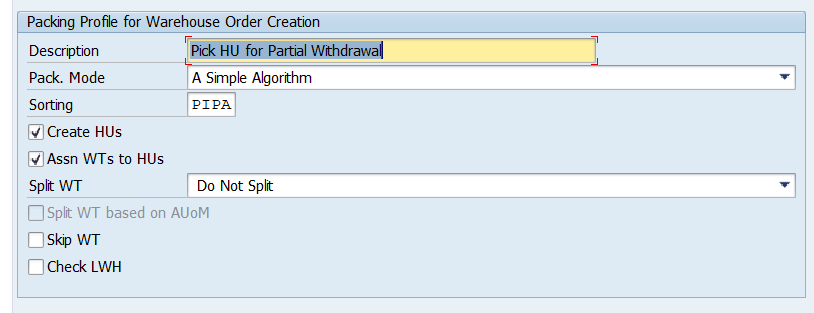 Packing Profile for Warehouse Order Creation
Description Pick HU for Partial Withdrawal
Pack. Mode A Simple Algorithm
Sorting PIPA
Create HUs
Assn WTs to HUs
Split WT Do Not Split
Split WT based on AUoM
Skip WT
Check LWH